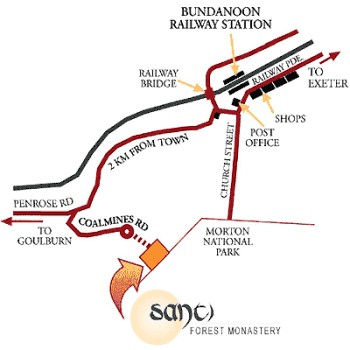 BUNDANOON
RAILWAY STATION
RAILWAY
BRIDGE
RAILWAY PDE
TO
EXETER
SHOPS
POST
OFFICE
2 KM FROM TOWN
CHURCH STREET
PENROSE RD
TO
GOULBURN
COALMINES RD
MORTON
NATIONAL
PARK
Santi
FOREST MONASTERY